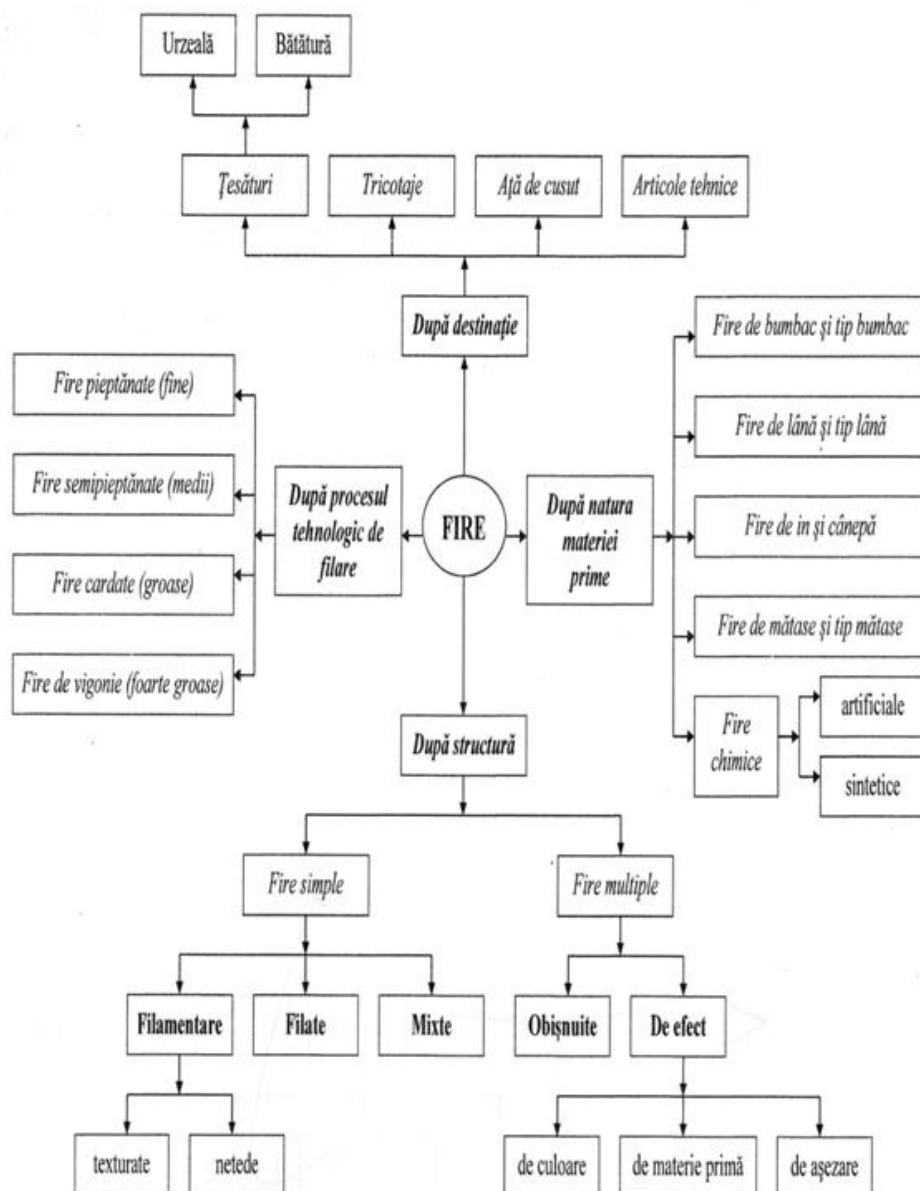 Urzeală
Bătătură
Țesături
Tricotaje
Ață de cusut
Articole tehnice
După destinație
Fire de bumbac și tip bumbac
Fire pieptănate (fine)
Fire de lână și tip lână
Fire semipieptănate (medii)
După procesul
tehnologic de
filare
FIRE
După natura
materiei
prime
Fire de in și cânepă
Fire cardate (groase)
Fire de mătase și tip mătase
Fire de vigonie (foarte groase)
După structură
Fire
chimice
artificiale
sintetice
Fire simple
Fire multiple
Filamentare
Filate
Mixte
Obișnuite
De efect
texturate
netede
de culoare
de materie primă
de așezare